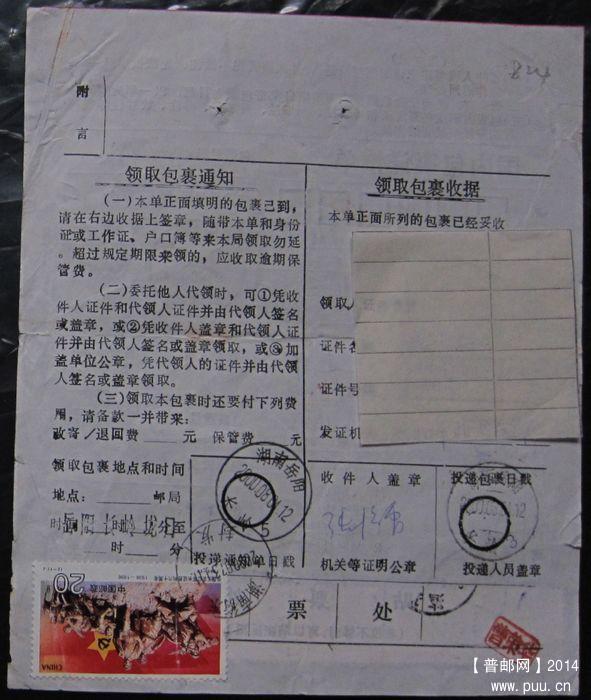 824
附
言
领取包裹通知
(一)本单正面填明的包裹已到,
请在右边收据上签章, 随带本单和身份
证或工作证、户口簿等来本局领取勿延
。超过规定期限来领的, 应收取逾期保
管费。
(二)委托他人代领时, 可①凭收
件人证件和代领人证件并由代领人签名
或盖章, 或②凭收件人盖章和代领人证
件并由代领人签名或盖章领取, 或③加
盖单位公章, 凭代领人的证件并由代领
人签名或盖章领取。
(三)领取本包裹时还要付下列费
用, 请备款一并带来:
改寄/退回费 元 保管费 元
领取包裹地点和时间
地点: 邮局
时间: 时 分至
时 分
领取包裹收据
本单正面所列的包裹已经妥收
领取人
证件名
证件号
发证机
湖南岳阳
12
5
投递通知单日戳
收件人盖章
机关等证明公章
投递包裹日戳
12
投递人员盖章
票 处
20
中国邮政
CHINA
【普邮网】2014
www.puu.cn